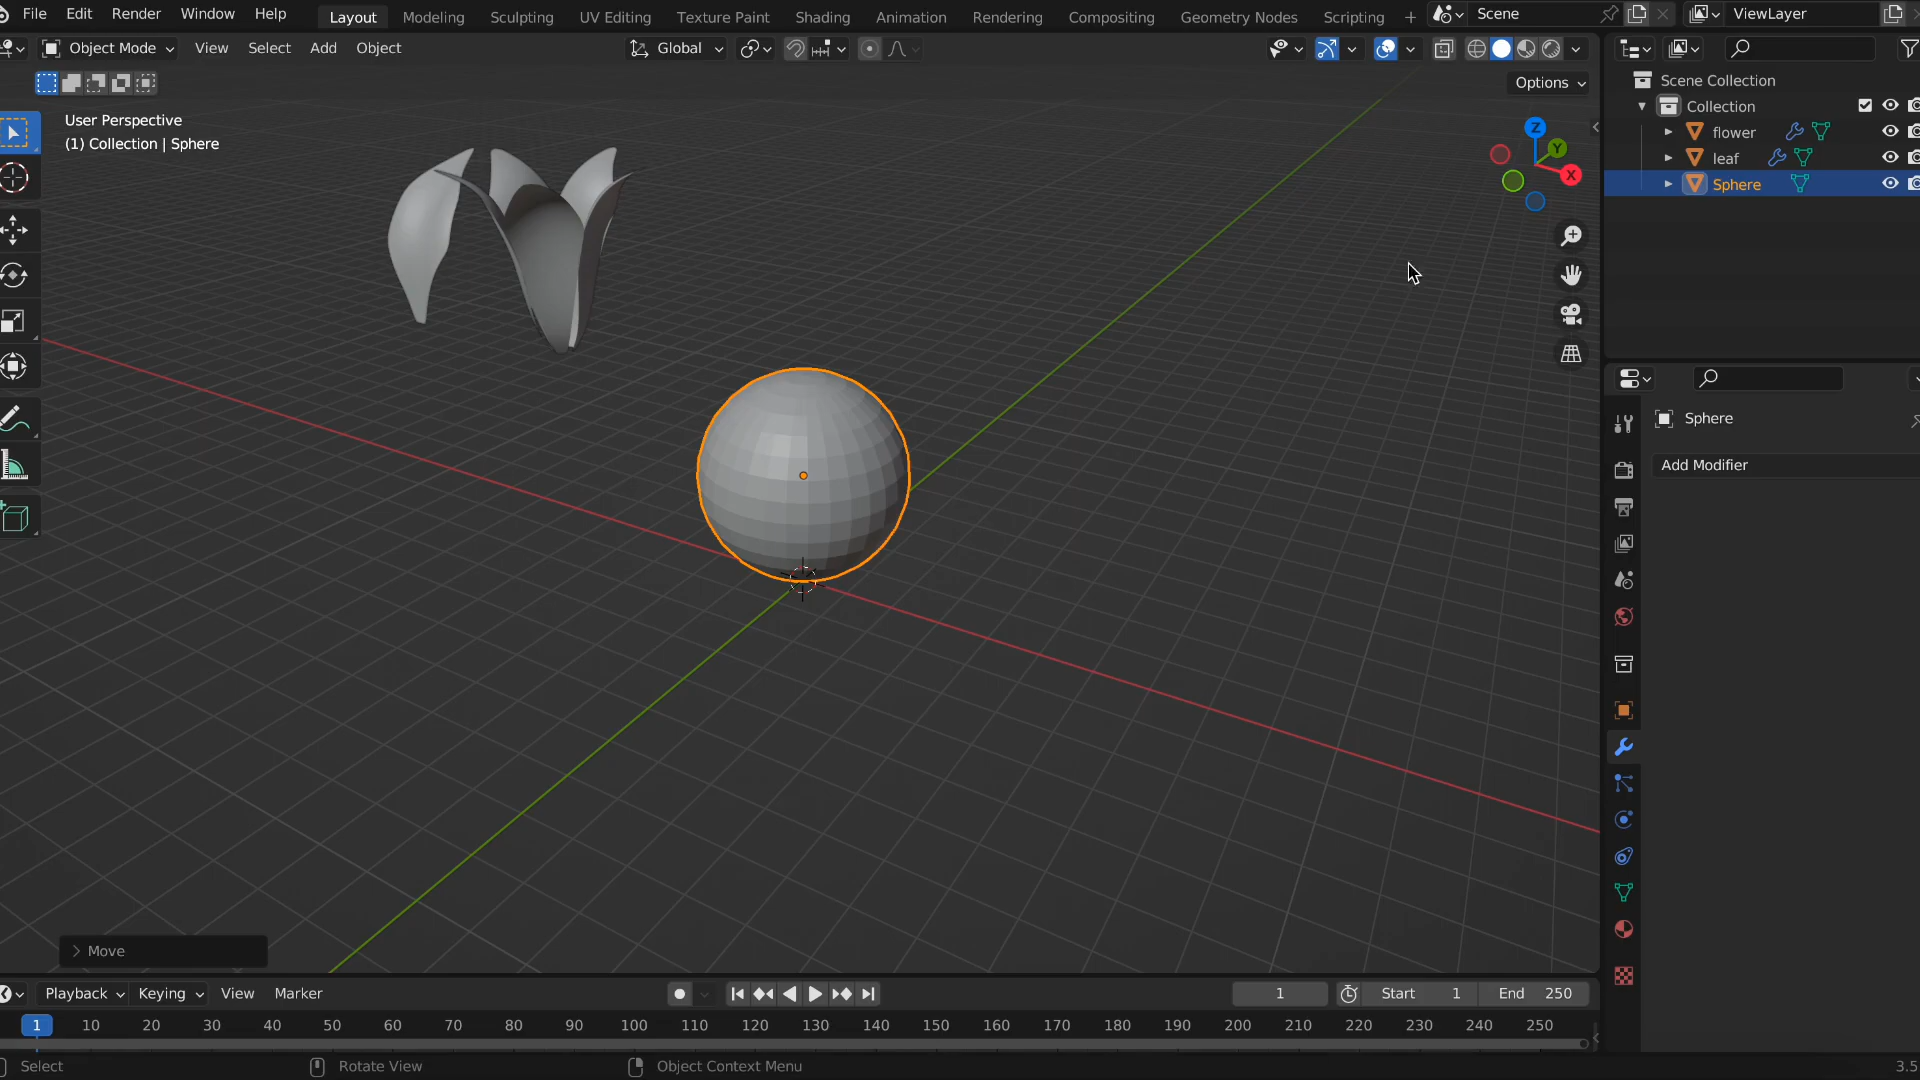 File Edit Render Window Help Layout Modeling Sculpting UV Editing Texture Paint Shading Animation Rendering Compositing Geometry Nodes Scripting + Scene ViewLayer
Object Mode View Select Add Object Global
Options
User Perspective
(1) Collection | Sphere
Z
Y
X
Scene Collection
Collection
flower
leaf
Sphere
Sphere
Add Modifier
Move
Playback Keying View Marker 1 Start 1 End 250
1 10 20 30 40 50 60 70 80 90 100 110 120 130 140 150 160 170 180 190 200 210 220 230 240 250
Select Rotate View Object Context Menu 3.5